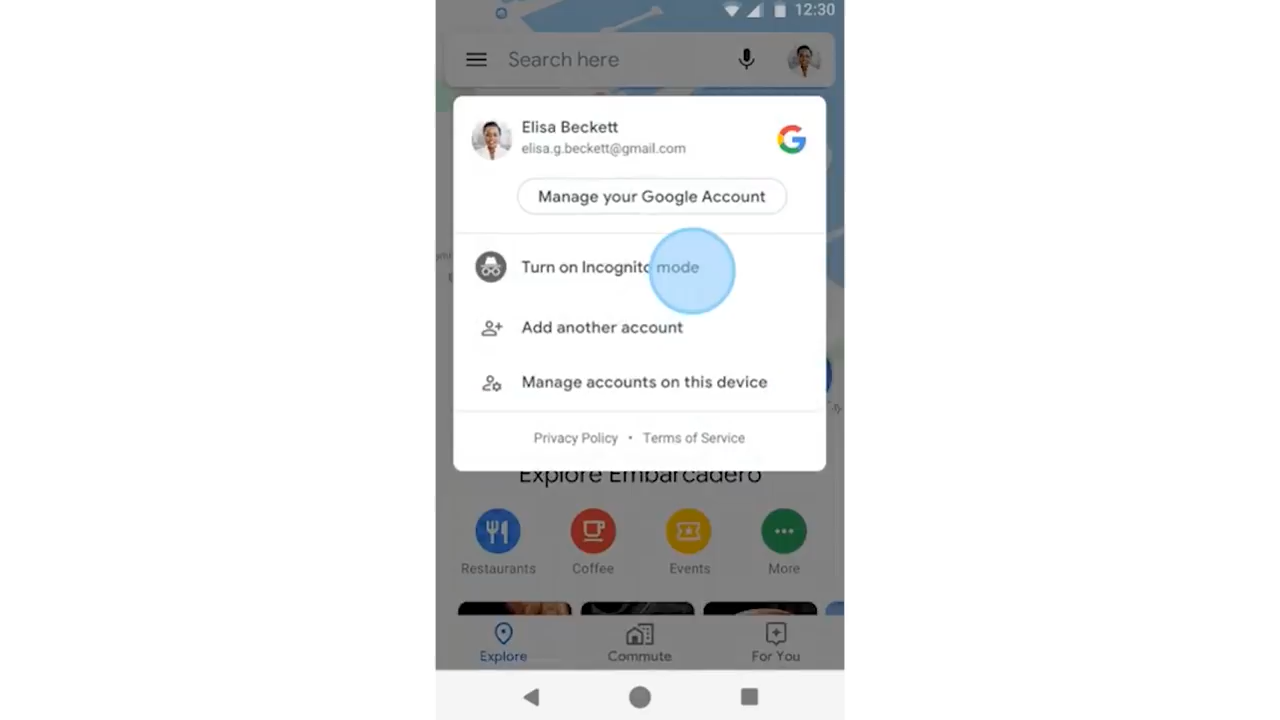 12:30
Search here
Elisa Beckett
elisa.g.beckett@gmail.com
Manage your Google Account
Turn on Incognito mode
Add another account
Manage accounts on this device
Privacy Policy • Terms of Service
Explore Embarcadero
Restaurants Coffee Events More
Explore Commute For You